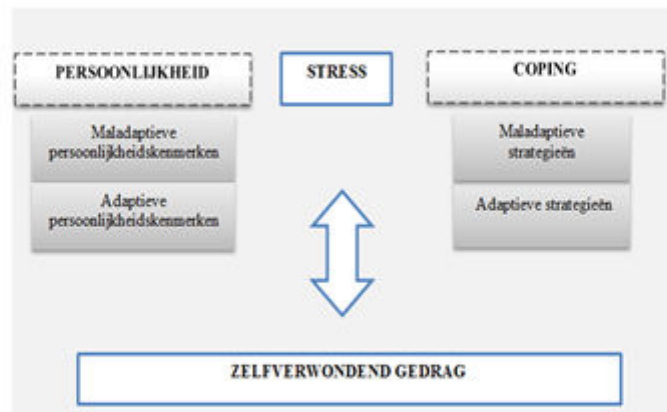 PERSOONLIJKHEID
Maladaptieve
persoonlijkheidskenmerken
Adaptieve
persoonlijkheidskenmerken
STRESS
COPING
Maladaptieve
strategieën
Adaptieve strategieën
ZELFVERWONDEND GEDRAG